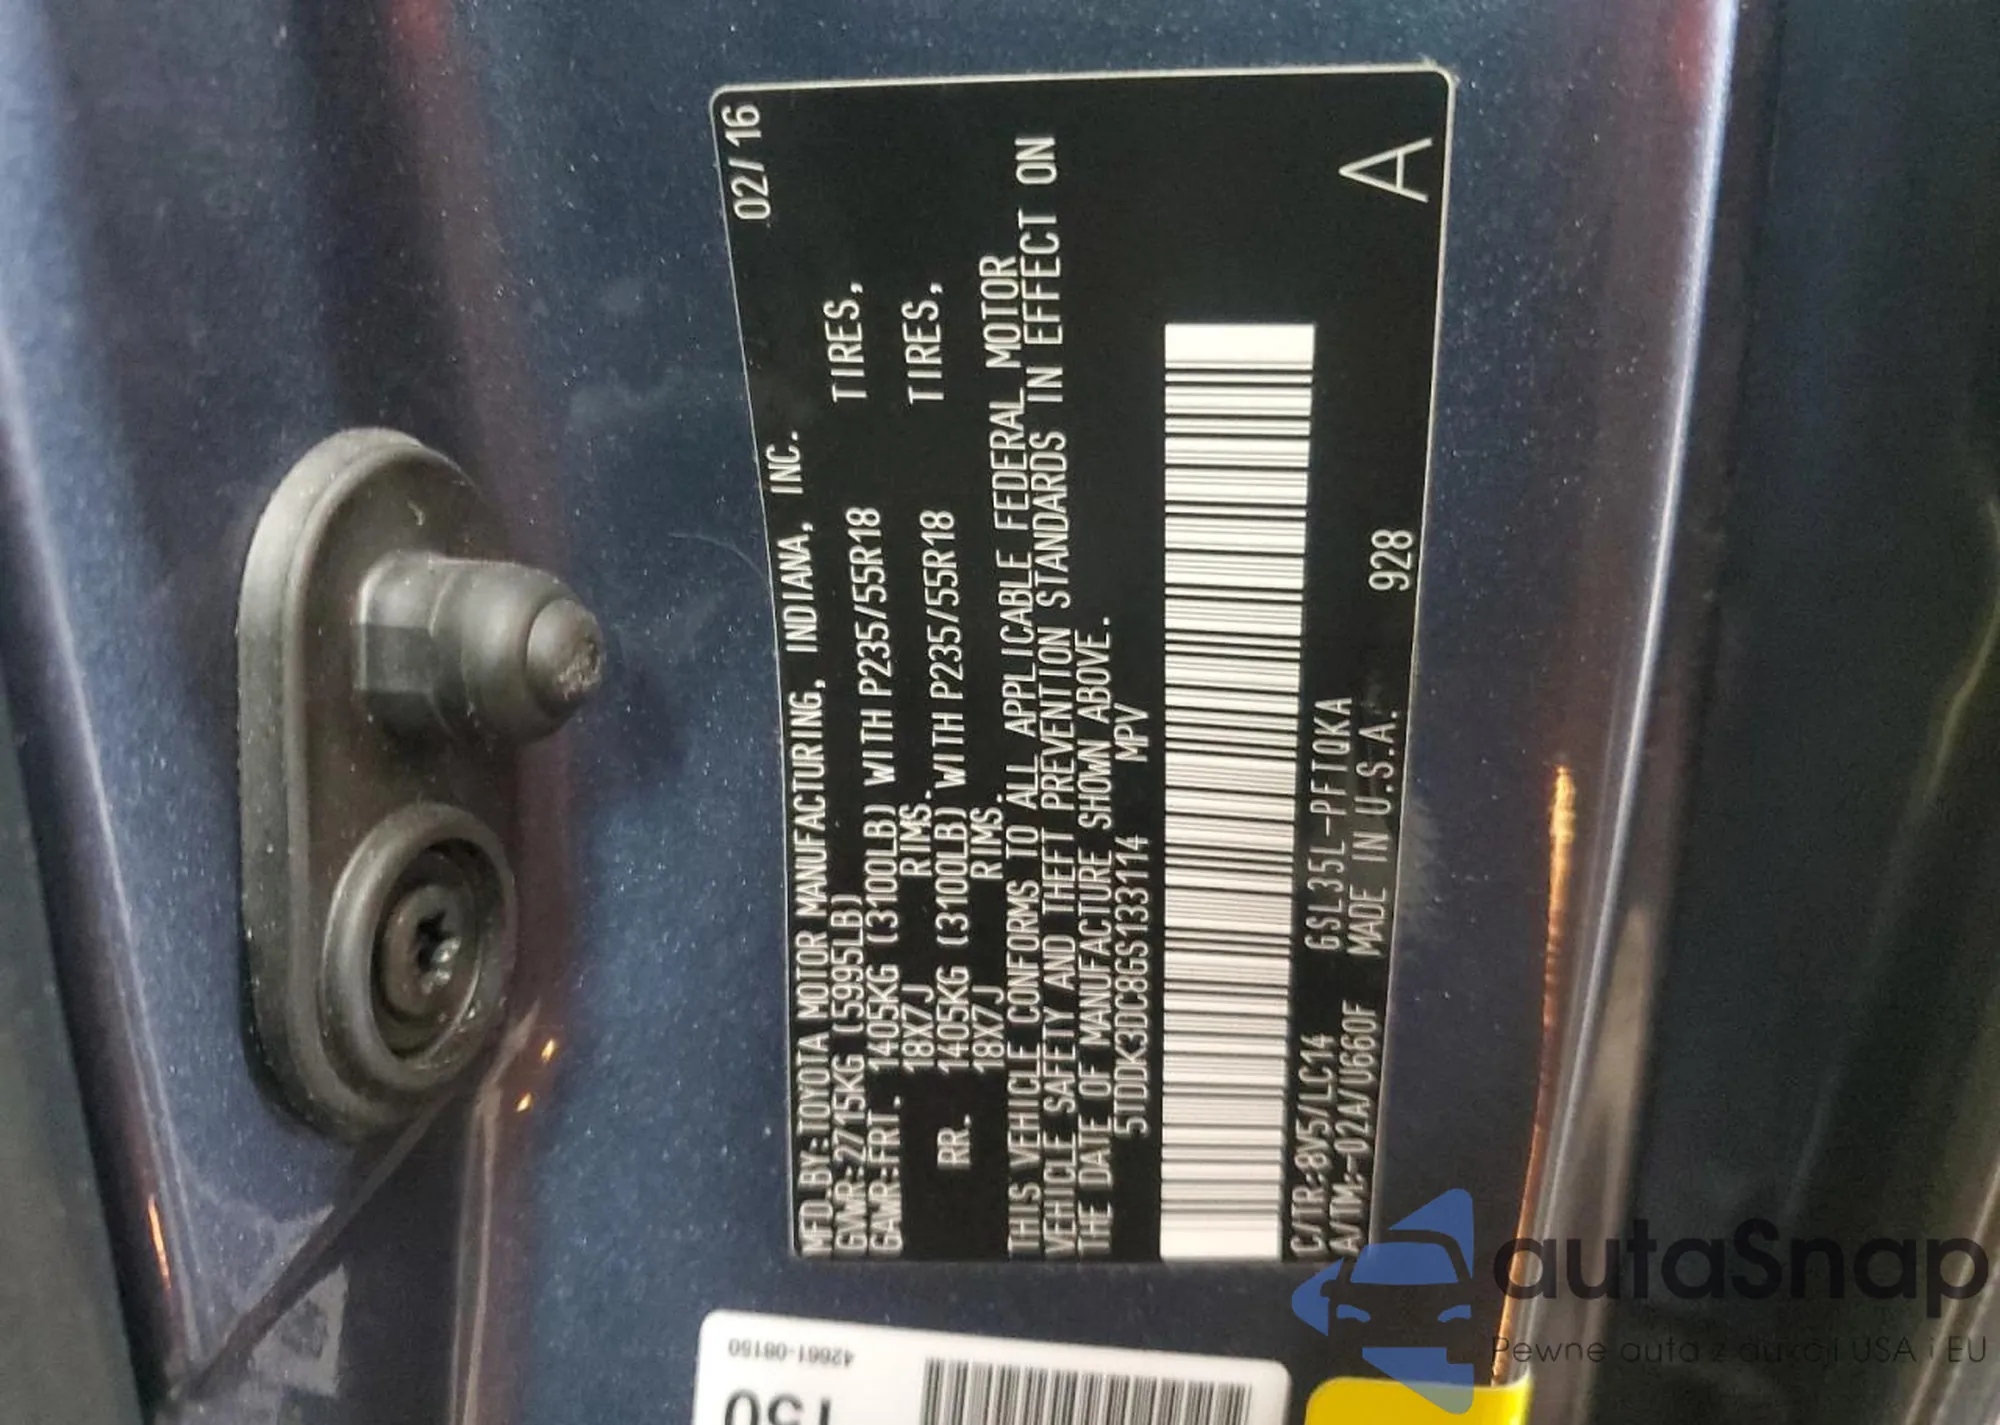 MFD.BY:TOYOTA MOTOR MANUFACTURING, INDIANA, INC. 02/16
GVWR:2715KG (5995LB)
GAWR:FRT. 1405KG (3100LB) WITH P235/55R18 TIRES,
18X7J RIMS.
RR. 1405KG (3100LB) WITH P235/55R18 TIRES,
18X7J RIMS.
THIS VEHICLE CONFORMS TO ALL APPLICABLE FEDERAL MOTOR
VEHICLE SAFETY AND THEFT PREVENTION STANDARDS IN EFFECT ON
THE DATE OF MANUFACTURE SHOWN ABOVE.
5TDDK3DC8GS133114 MPV
C/TR:8V5/LC14 GSL35L-PFTQKA
A/TM:-02A/U660F MADE IN U.S.A. 928 A
42661-08150
150
autaSnap
Pewne auta z aukcji USA i EU